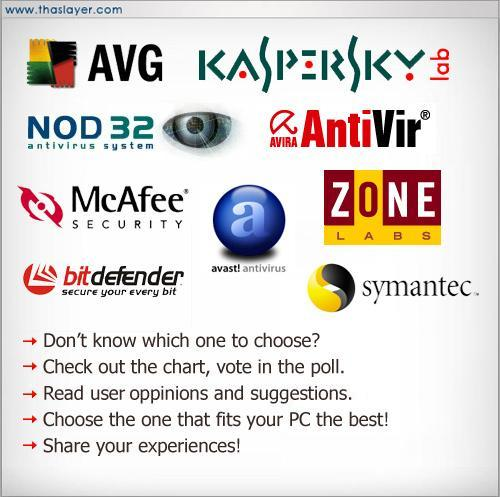 www.thaslayer.com
AVG
KASPERSKY lab
NOD 32
antivirus system
AVIRA AntiVir®
McAfee®
SECURITY
a
avast! antivirus
ZONE
LABS
bitdefender™
secure your every bit
symantec™
→ Don't know which one to choose?
→ Check out the chart, vote in the poll.
→ Read user oppinions and suggestions.
→ Choose the one that fits your PC the best!
→ Share your experiences!